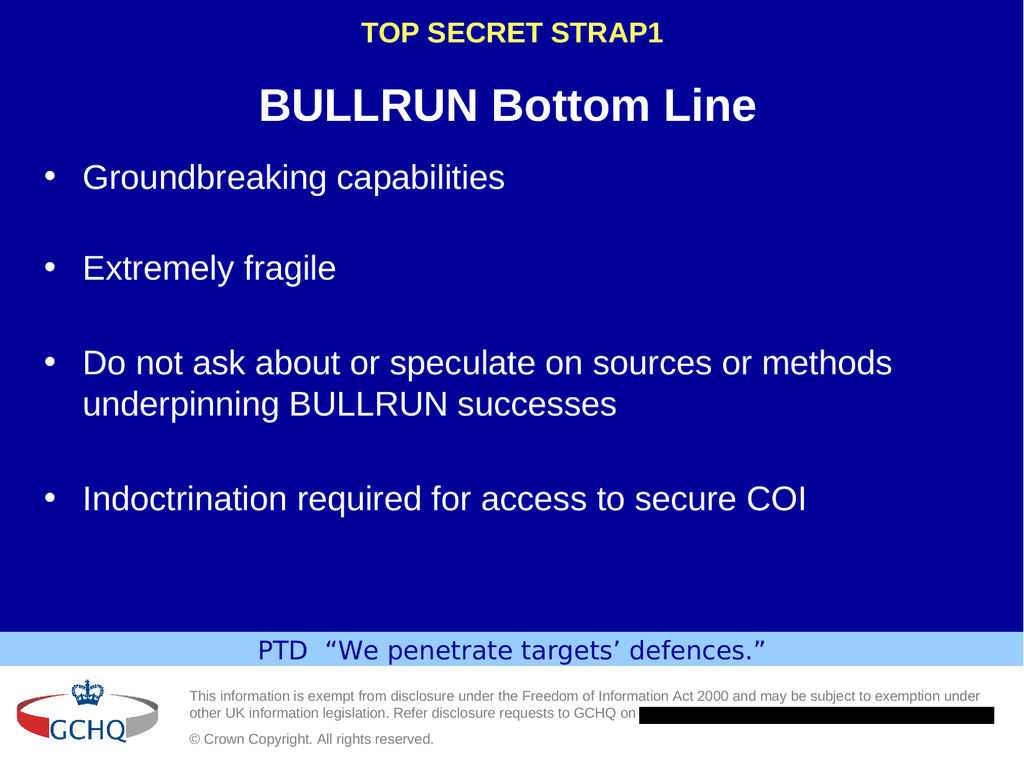 TOP SECRET STRAP1
BULLRUN Bottom Line
• Groundbreaking capabilities
• Extremely fragile
• Do not ask about or speculate on sources or methods
underpinning BULLRUN successes
• Indoctrination required for access to secure COI
PTD “We penetrate targets’ defences.”
GCHQ
This information is exempt from disclosure under the Freedom of Information Act 2000 and may be subject to exemption under
other UK information legislation. Refer disclosure requests to GCHQ on
© Crown Copyright. All rights reserved.